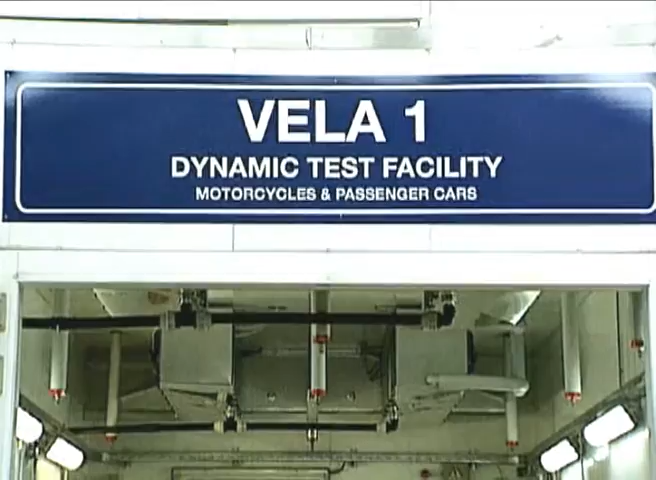 VELA 1
DYNAMIC TEST FACILITY
MOTORCYCLES & PASSENGER CARS